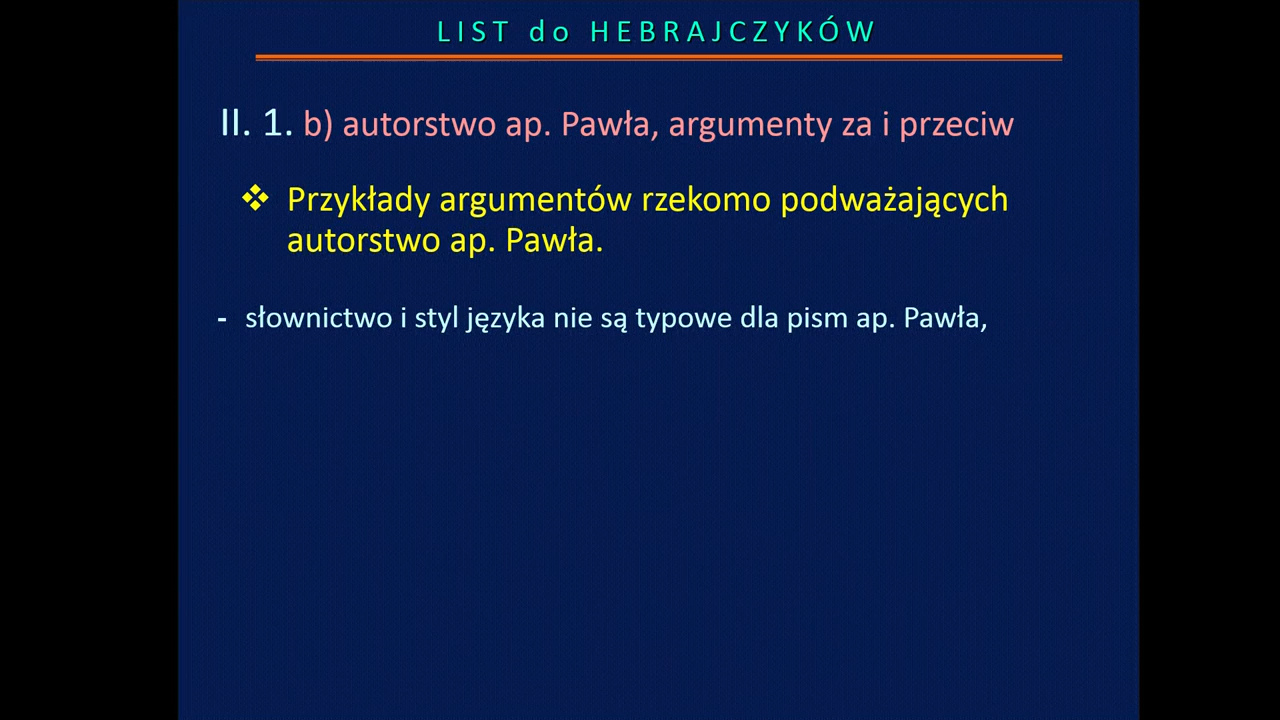 LIST do HEBRAJCZYKÓW
II. 1. b) autorstwo ap. Pawła, argumenty za i przeciw
❖ Przykłady argumentów rzekomo podważających
autorstwo ap. Pawła.
- słownictwo i styl języka nie są typowe dla pism ap. Pawła,